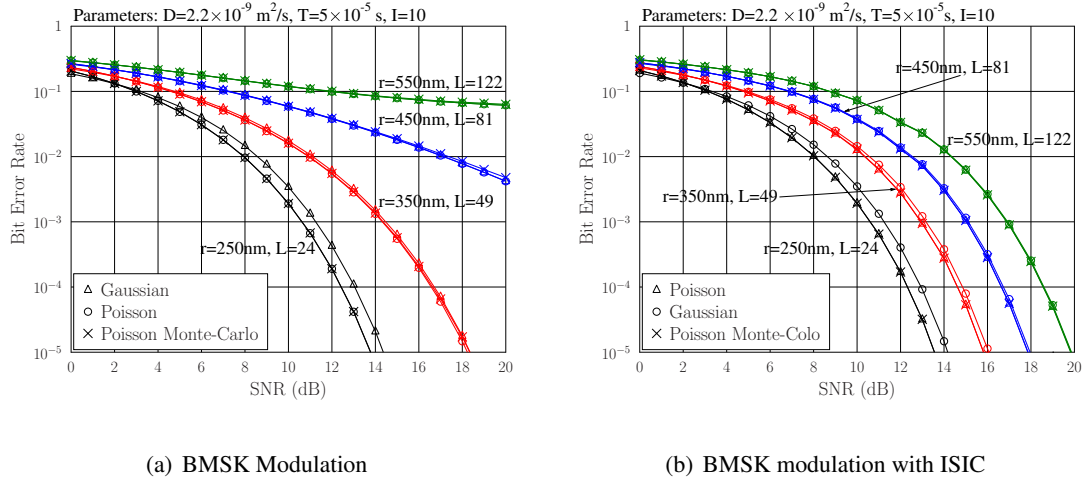 Parameters: D=2.2×10⁻⁹ m²/s, T=5×10⁻⁵ s, I=10
1
10⁻¹
10⁻²
10⁻³
10⁻⁴
10⁻⁵
Bit Error Rate
r=550nm, L=122
r=450nm, L=81
r=350nm, L=49
r=250nm, L=24
Gaussian
Poisson
Poisson Monte-Carlo
0 2 4 6 8 10 12 14 16 18 20
SNR (dB)
(a) BMSK Modulation
Parameters: D=2.2 ×10⁻⁹ m²/s, T=5×10⁻⁵s, I=10
1
10⁻¹
10⁻²
10⁻³
10⁻⁴
10⁻⁵
Bit Error Rate
r=450nm, L=81
r=550nm, L=122
r=350nm, L=49
r=250nm, L=24
Poisson
Gaussian
Poisson Monte-Colo
0 2 4 6 8 10 12 14 16 18 20
SNR (dB)
(b) BMSK modulation with ISIC